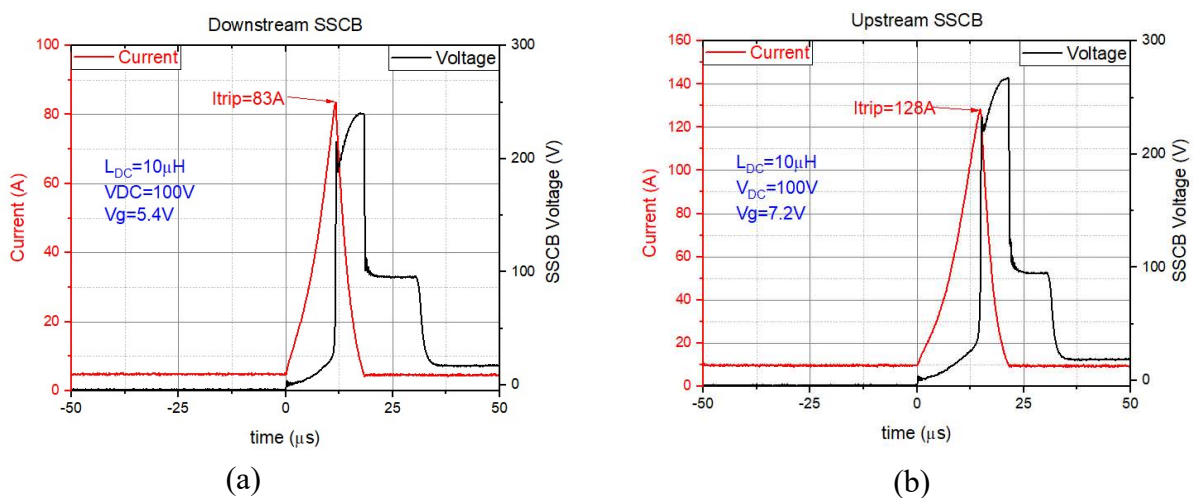 Downstream SSCB
Current
Voltage
Itrip=83A
L_DC=10µH
VDC=100V
Vg=5.4V
Current (A)
100
80
60
40
20
0
SSCB Voltage (V)
300
200
100
0
-50
-25
0
25
50
time (µs)
(a)
Upstream SSCB
Current
Voltage
Itrip=128A
L_DC=10µH
V_DC=100V
Vg=7.2V
Current (A)
160
140
120
100
80
60
40
20
0
SSCB Voltage (V)
300
200
100
0
-50
-25
0
25
50
time (µs)
(b)